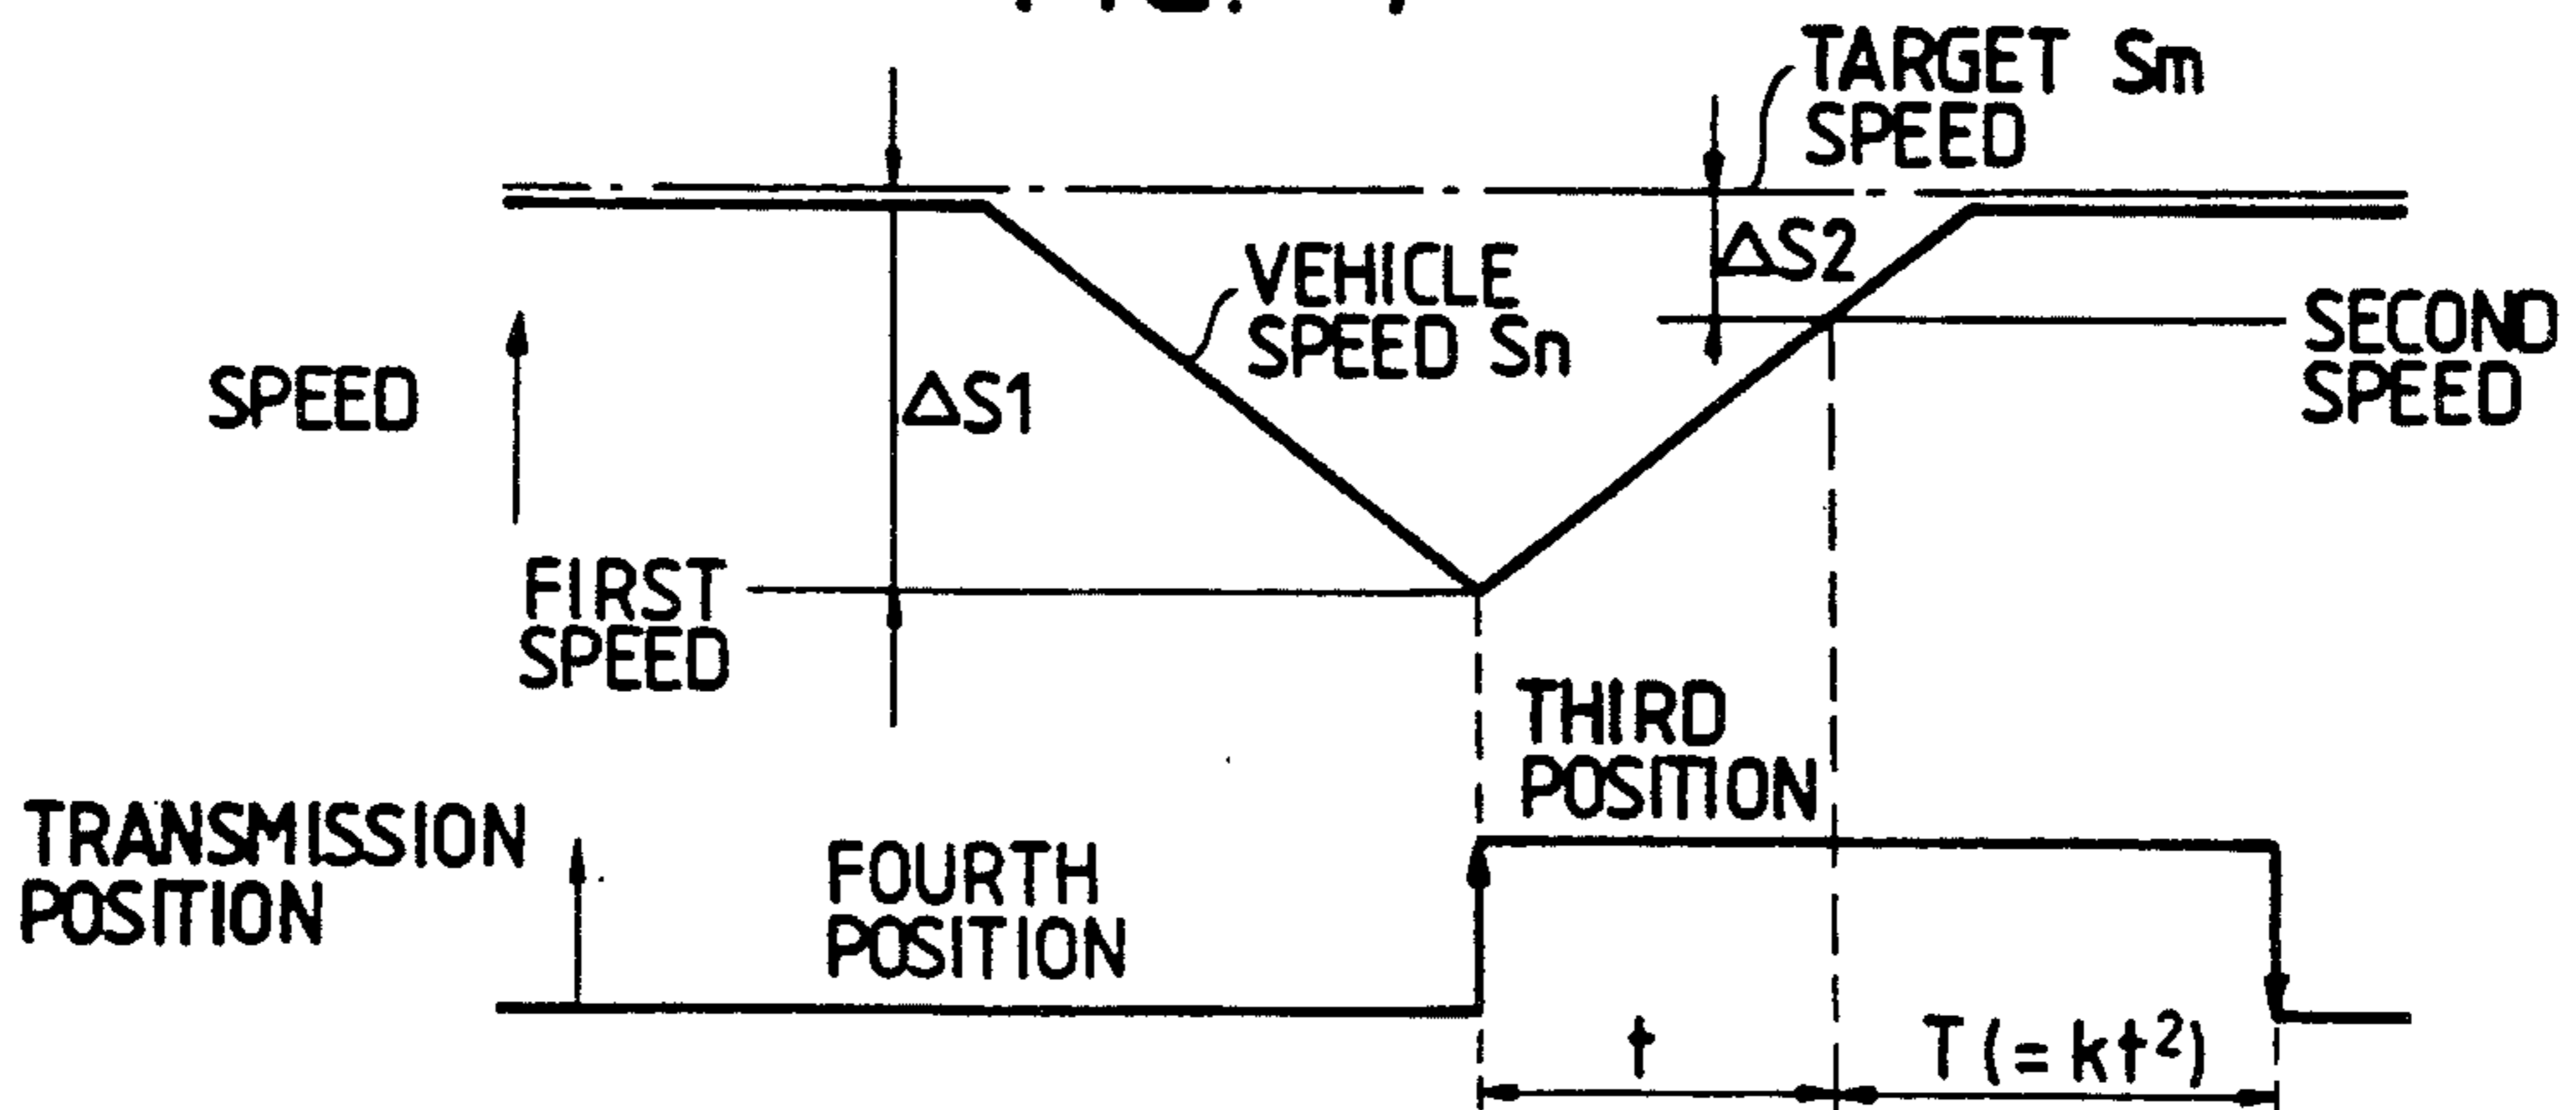 TARGET Sm
SPEED
ΔS2
VEHICLE
SPEED Sn
SECOND
SPEED
SPEED
ΔS1
FIRST
SPEED
THIRD
POSITION
TRANSMISSION
POSITION
FOURTH
POSITION
t
T (= kt²)